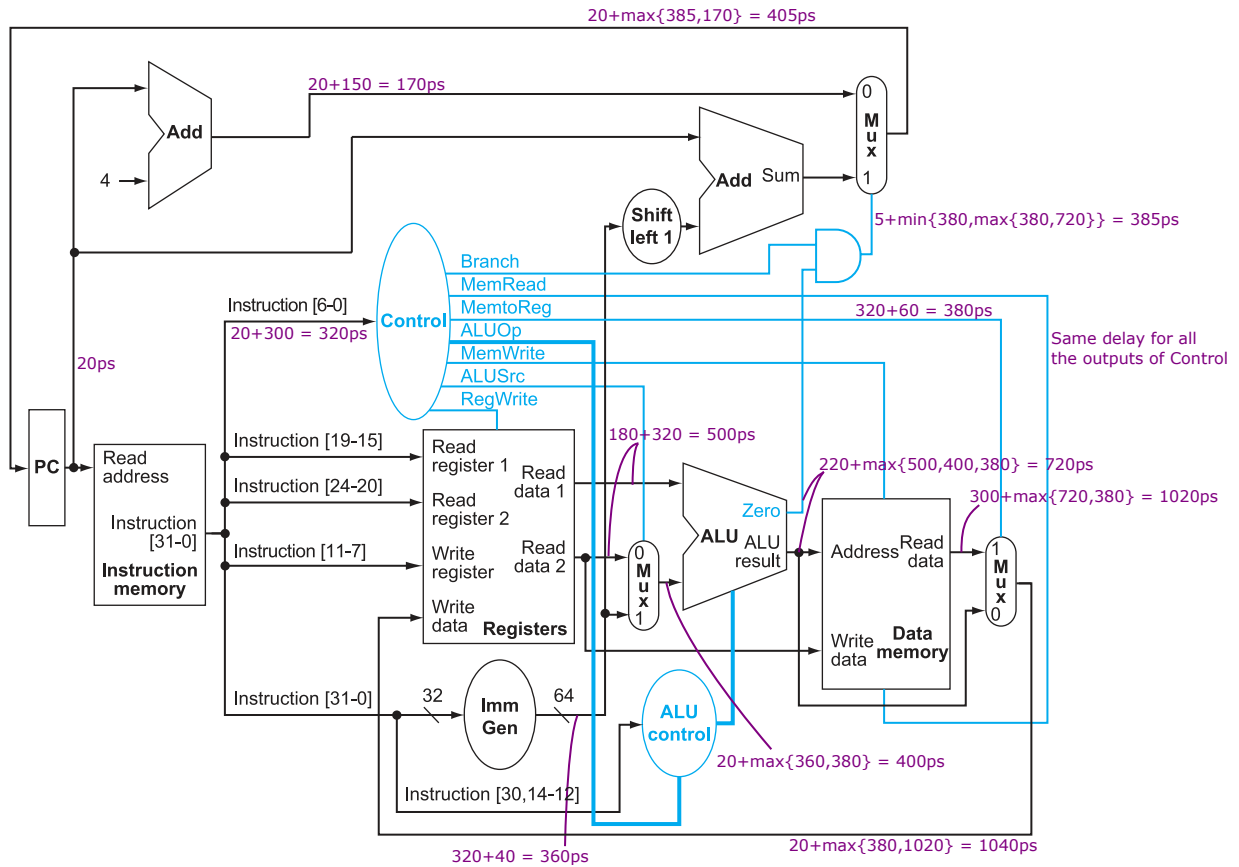 20+max{385,170} = 405ps
20+150 = 170ps
Add
4
0
Mux
1
Add Sum
Shift
left 1
5+min{380,max{380,720}} = 385ps
Branch
MemRead
MemtoReg
ALUOp
MemWrite
ALUSrc
RegWrite
Control
Instruction [6-0]
20+300 = 320ps
320+60 = 380ps
Same delay for all
the outputs of Control
20ps
PC
Read
address
Instruction
[31-0]
Instruction
memory
Instruction [19-15]
Instruction [24-20]
Instruction [11-7]
Read
register 1
Read
register 2
Write
register
Write
data
Read
data 1
Read
data 2
Registers
180+320 = 500ps
0
Mux
1
Zero
ALU
ALU
result
220+max{500,400,380} = 720ps
300+max{720,380} = 1020ps
Address
Read
data
Write
data
Data
memory
1
Mux
0
Instruction [31-0]
32
Imm
Gen
64
ALU
control
Instruction [30,14-12]
20+max{360,380} = 400ps
320+40 = 360ps
20+max{380,1020} = 1040ps